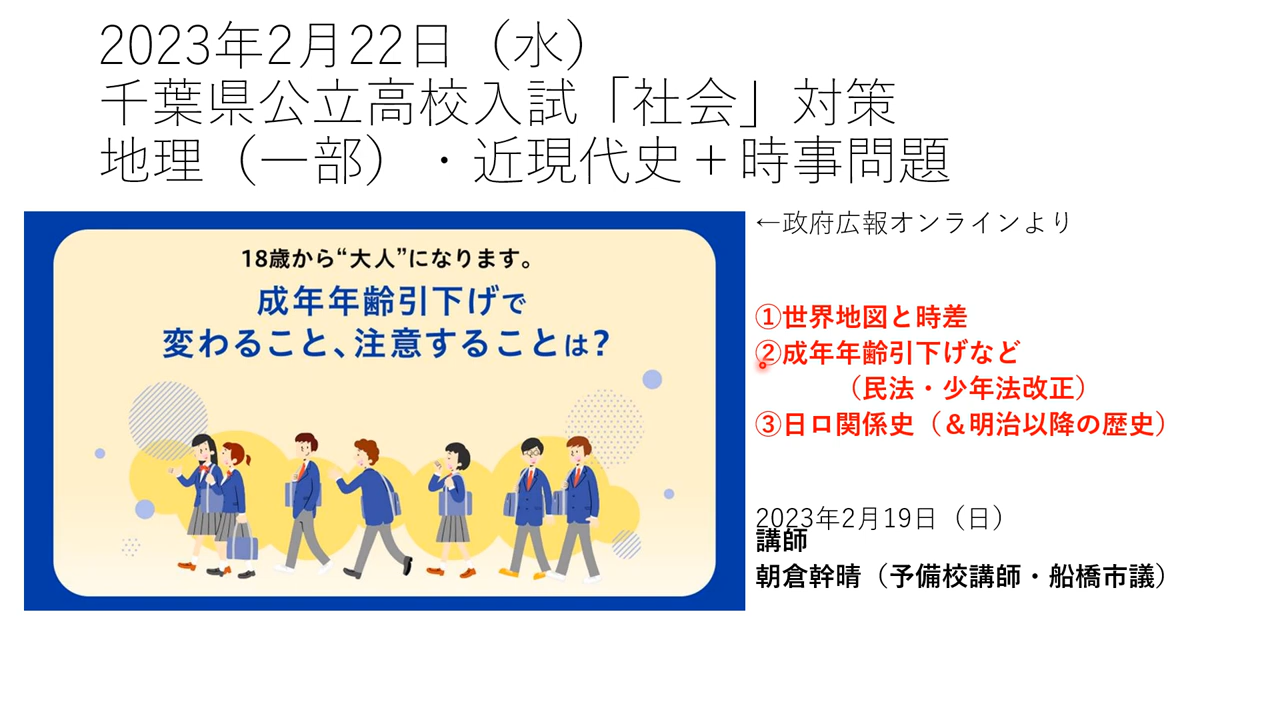 2023年2月22日（水）
千葉県公立高校入試「社会」対策
地理（一部）・近現代史＋時事問題
←政府広報オンラインより
18歳から“大人”になります。
成年年齢引下げで
変わること、注意することは?
①世界地図と時差
②成年年齢引下げなど
（民法・少年法改正）
③日ロ関係史（＆明治以降の歴史）
2023年2月19日（日）
講師
朝倉幹晴（予備校講師・船橋市議）